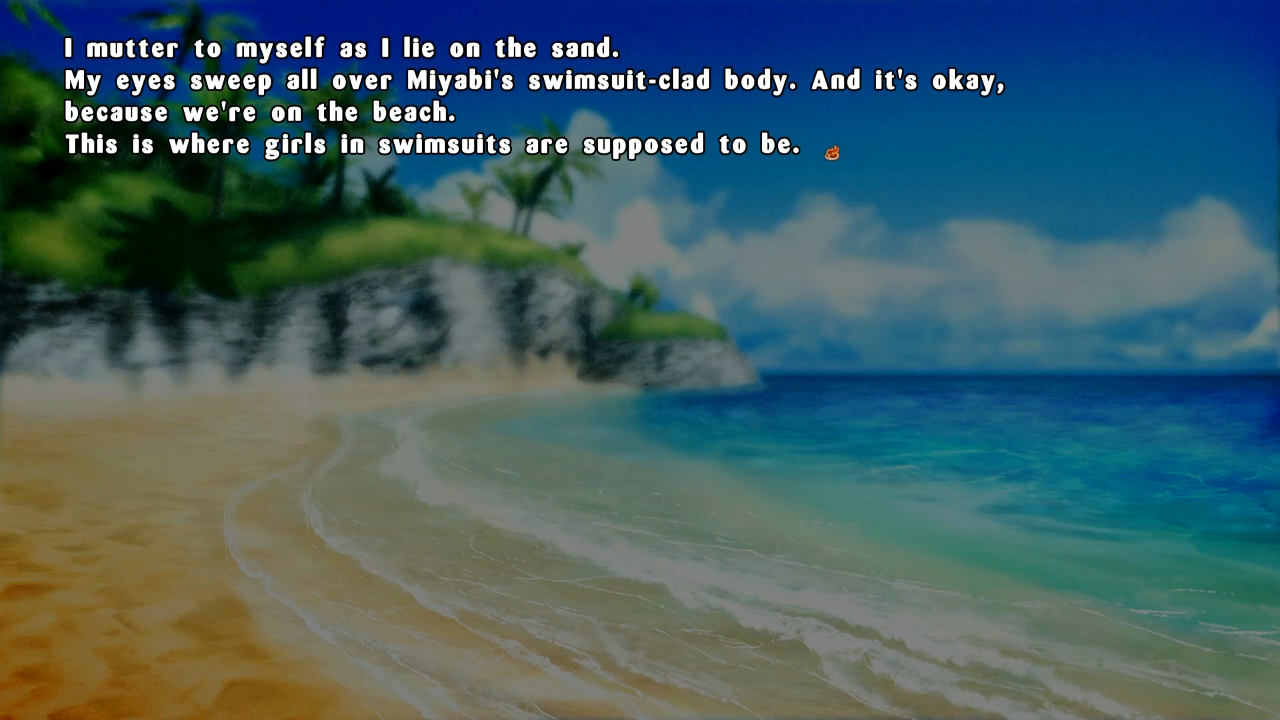 I mutter to myself as I lie on the sand.
My eyes sweep all over Miyabi's swimsuit-clad body. And it's okay,
because we're on the beach.
This is where girls in swimsuits are supposed to be.